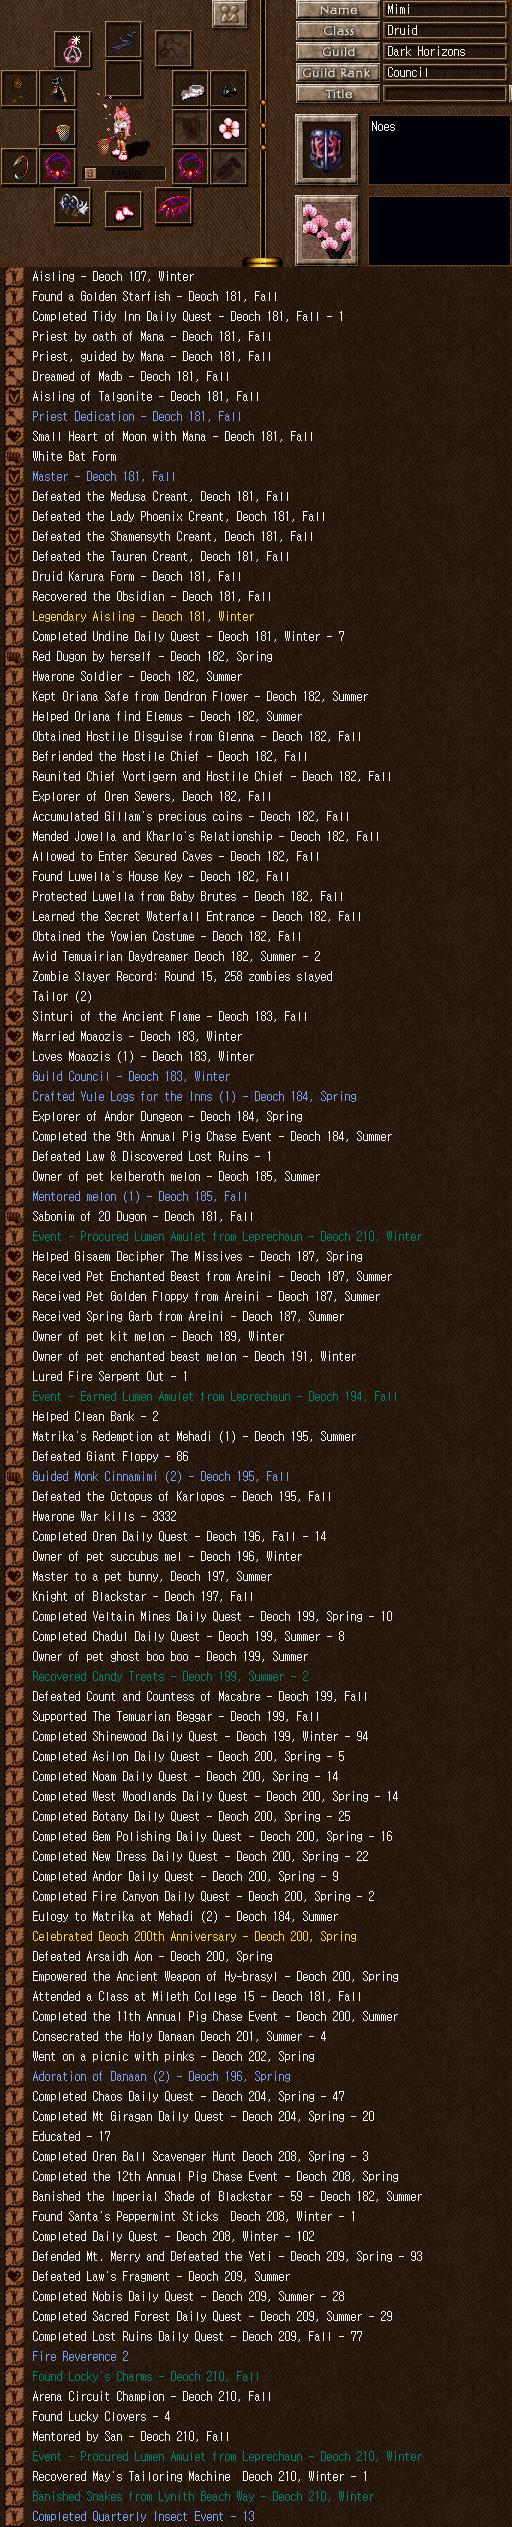 Name Mimi
Class Druid
Guild Dark Horizons
Guild Rank Council
Title
Noes
Awake
Aisling - Deoch 107, Winter
Found a Golden Starfish - Deoch 181, Fall
Completed Tidy Inn Daily Quest - Deoch 181, Fall - 1
Priest by oath of Mana - Deoch 181, Fall
Priest, guided by Mana - Deoch 181, Fall
Dreamed of Madb - Deoch 181, Fall
Aisling of Talgonite - Deoch 181, Fall
Priest Dedication - Deoch 181, Fall
Small Heart of Moon with Mana - Deoch 181, Fall
White Bat Form
Master - Deoch 181, Fall
Defeated the Medusa Creant, Deoch 181, Fall
Defeated the Lady Phoenix Creant, Deoch 181, Fall
Defeated the Shamensyth Creant, Deoch 181, Fall
Defeated the Tauren Creant, Deoch 181, Fall
Druid Karura Form - Deoch 181, Fall
Recovered the Obsidian - Deoch 181, Fall
Legendary Aisling - Deoch 181, Winter
Completed Undine Daily Quest - Deoch 181, Winter - 7
Red Dugon by herself - Deoch 182, Spring
Hwarone Soldier - Deoch 182, Summer
Kept Oriana Safe from Dendron Flower - Deoch 182, Summer
Helped Oriana find Elemus - Deoch 182, Summer
Obtained Hostile Disguise from Glenna - Deoch 182, Fall
Befriended the Hostile Chief - Deoch 182, Fall
Reunited Chief Vortigern and Hostile Chief - Deoch 182, Fall
Explorer of Oren Sewers, Deoch 182, Fall
Accumulated Gillam's precious coins - Deoch 182, Fall
Mended Jowella and Kharlo's Relationship - Deoch 182, Fall
Allowed to Enter Secured Caves - Deoch 182, Fall
Found Luwella's House Key - Deoch 182, Fall
Protected Luwella from Baby Brutes - Deoch 182, Fall
Learned the Secret Waterfall Entrance - Deoch 182, Fall
Obtained the Yowien Costume - Deoch 182, Fall
Avid Temuairian Daydreamer Deoch 182, Summer - 2
Zombie Slayer Record: Round 15, 258 zombies slayed
Tailor (2)
Sinturi of the Ancient Flame - Deoch 183, Fall
Married Moaozis - Deoch 183, Winter
Loves Moaozis (1) - Deoch 183, Winter
Guild Council - Deoch 183, Winter
Crafted Yule Logs for the Inns (1) - Deoch 184, Spring
Explorer of Andor Dungeon - Deoch 184, Spring
Completed the 9th Annual Pig Chase Event - Deoch 184, Summer
Defeated Law & Discovered Lost Ruins - 1
Owner of pet kelberoth melon - Deoch 185, Summer
Mentored melon (1) - Deoch 185, Fall
Sabonim of 20 Dugon - Deoch 181, Fall
Event - Procured Lumen Amulet from Leprechaun - Deoch 210, Winter
Helped Gisaem Decipher The Missives - Deoch 187, Spring
Received Pet Enchanted Beast from Areini - Deoch 187, Summer
Received Pet Golden Floppy from Areini - Deoch 187, Summer
Received Spring Garb from Areini - Deoch 187, Summer
Owner of pet kit melon - Deoch 189, Winter
Owner of pet enchanted beast melon - Deoch 191, Winter
Lured Fire Serpent Out - 1
Event - Earned Lumen Amulet from Leprechaun - Deoch 194, Fall
Helped Clean Bank - 2
Matrika's Redemption at Mehadi (1) - Deoch 195, Summer
Defeated Giant Floppy - 86
Guided Monk Cinnamimi (2) - Deoch 195, Fall
Defeated the Octopus of Karlopos - Deoch 195, Fall
Hwarone War kills - 3332
Completed Oren Daily Quest - Deoch 196, Fall - 14
Owner of pet succubus mel - Deoch 196, Winter
Master to a pet bunny, Deoch 197, Summer
Knight of Blackstar - Deoch 197, Fall
Completed Veltain Mines Daily Quest - Deoch 199, Spring - 10
Completed Chadul Daily Quest - Deoch 199, Summer - 8
Owner of pet ghost boo boo - Deoch 199, Summer
Recovered Candy Treats - Deoch 199, Summer - 2
Defeated Count and Countess of Macabre - Deoch 199, Fall
Supported The Temuarian Beggar - Deoch 199, Fall
Completed Shinewood Daily Quest - Deoch 199, Winter - 94
Completed Asilon Daily Quest - Deoch 200, Spring - 5
Completed Noam Daily Quest - Deoch 200, Spring - 14
Completed West Woodlands Daily Quest - Deoch 200, Spring - 14
Completed Botany Daily Quest - Deoch 200, Spring - 25
Completed Gem Polishing Daily Quest - Deoch 200, Spring - 16
Completed New Dress Daily Quest - Deoch 200, Spring - 22
Completed Andor Daily Quest - Deoch 200, Spring - 9
Completed Fire Canyon Daily Quest - Deoch 200, Spring - 2
Eulogy to Matrika at Mehadi (2) - Deoch 184, Summer
Celebrated Deoch 200th Anniversary - Deoch 200, Spring
Defeated Arsaidh Aon - Deoch 200, Spring
Empowered the Ancient Weapon of Hy-brasyl - Deoch 200, Spring
Attended a Class at Mileth College 15 - Deoch 181, Fall
Completed the 11th Annual Pig Chase Event - Deoch 200, Summer
Consecrated the Holy Danaan Deoch 201, Summer - 4
Went on a picnic with pinks - Deoch 202, Spring
Adoration of Danaan (2) - Deoch 196, Spring
Completed Chaos Daily Quest - Deoch 204, Spring - 47
Completed Mt Giragan Daily Quest - Deoch 204, Spring - 20
Educated - 17
Completed Oren Ball Scavenger Hunt Deoch 208, Spring - 3
Completed the 12th Annual Pig Chase Event - Deoch 208, Spring
Banished the Imperial Shade of Blackstar - 59 - Deoch 182, Summer
Found Santa's Peppermint Sticks  Deoch 208, Winter - 1
Completed Daily Quest - Deoch 208, Winter - 102
Defended Mt. Merry and Defeated the Yeti - Deoch 209, Spring - 93
Defeated Law's Fragment - Deoch 209, Summer
Completed Nobis Daily Quest - Deoch 209, Summer - 28
Completed Sacred Forest Daily Quest - Deoch 209, Summer - 29
Completed Lost Ruins Daily Quest - Deoch 209, Fall - 77
Fire Reverence 2
Found Locky's Charms - Deoch 210, Fall
Arena Circuit Champion - Deoch 210, Fall
Found Lucky Clovers - 4
Mentored by San - Deoch 210, Fall
Event - Procured Lumen Amulet from Leprechaun - Deoch 210, Winter
Recovered May's Tailoring Machine  Deoch 210, Winter - 1
Banished Snakes from Lynith Beach Way - Deoch 210, Winter
Completed Quarterly Insect Event - 13